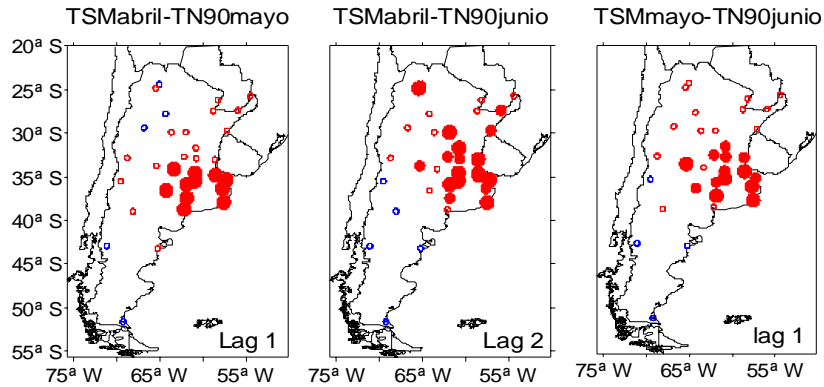 TSMabril-TN90mayo TSMabril-TN90junio TSMmayo-TN90junio
20ª S
25ª S
30ª S
35ª S
40ª S
45ª S
50ª S
55ª S
Lag 1 Lag 2 lag 1
75ª W 65ª W 55ª W 75ª W 65ª W 55ª W 75ª W 65ª W 55ª W